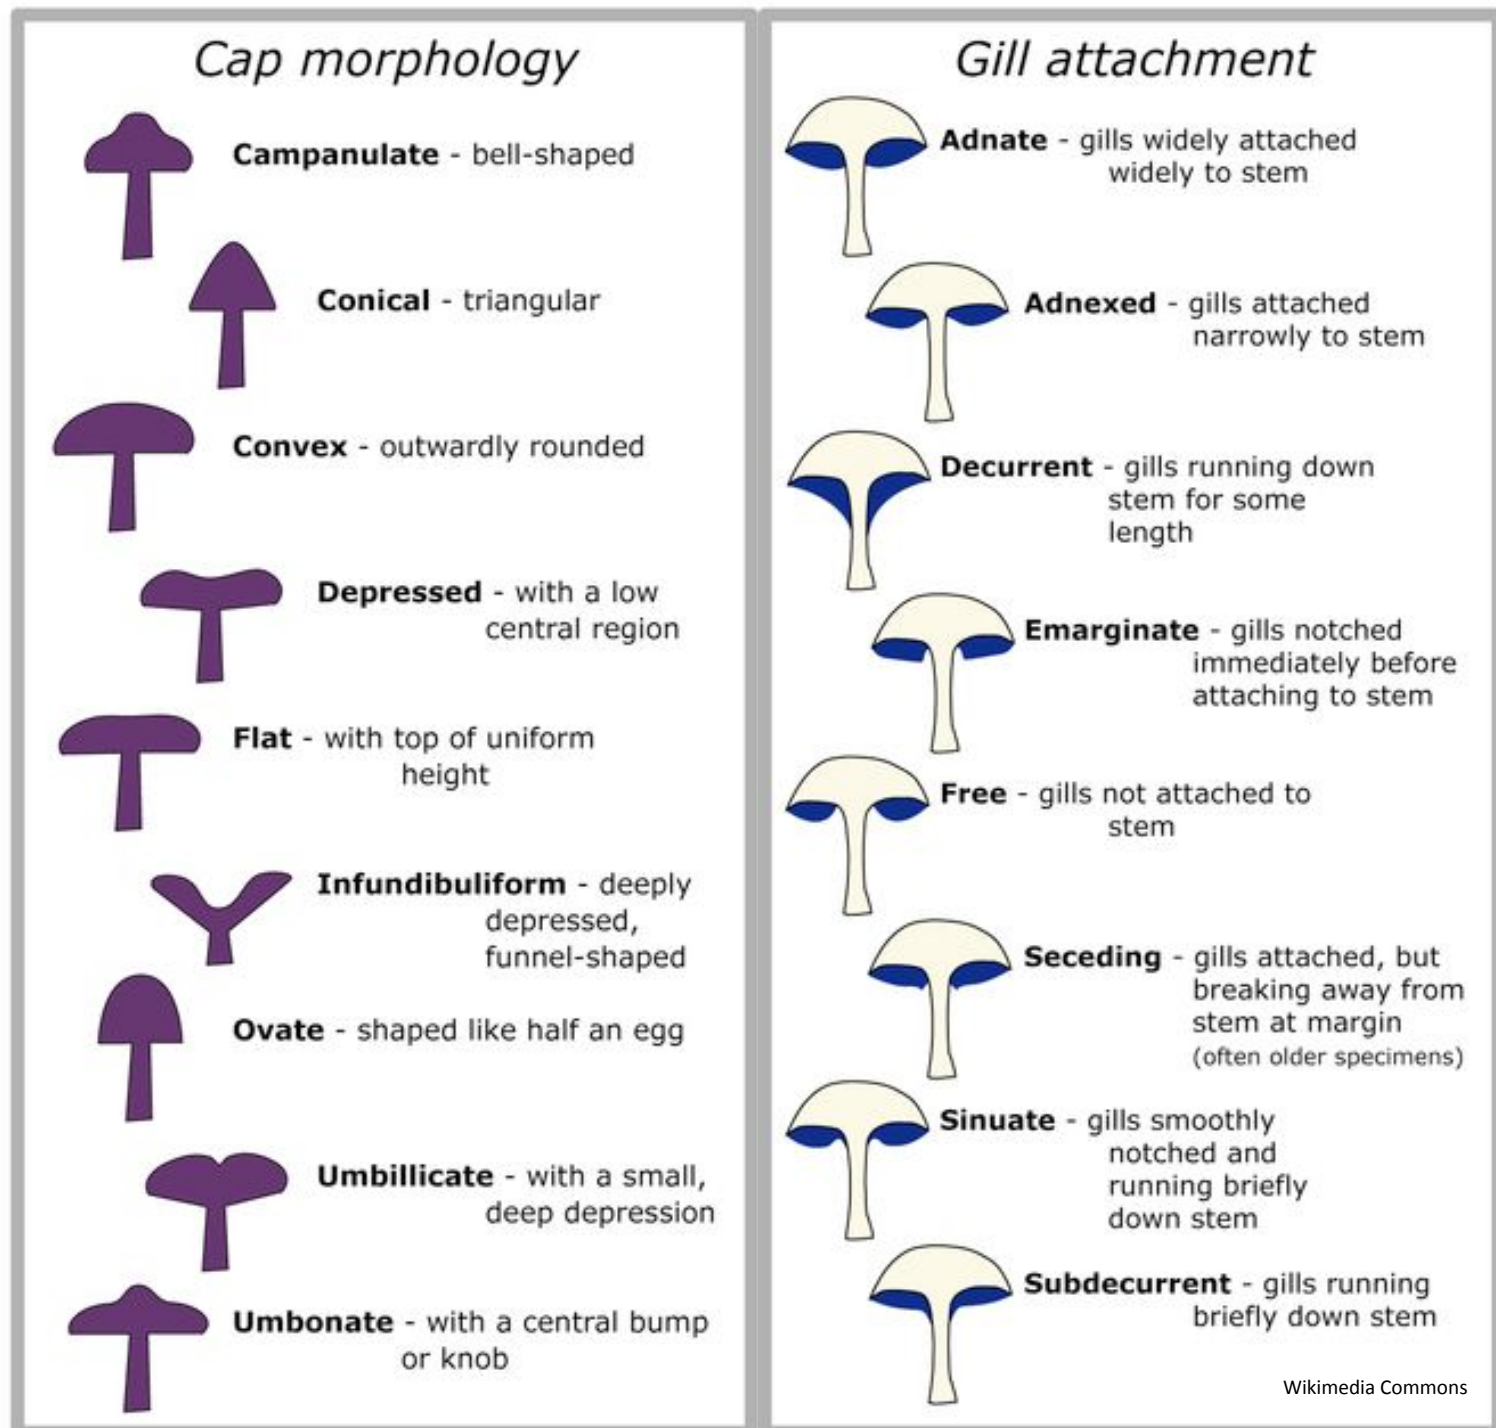 Cap morphology
Campanulate - bell-shaped
Conical - triangular
Convex - outwardly rounded
Depressed - with a low
central region
Flat - with top of uniform
height
Infundibuliform - deeply
depressed,
funnel-shaped
Ovate - shaped like half an egg
Umbillicate - with a small,
deep depression
Umbonate - with a central bump
or knob
Gill attachment
Adnate - gills widely attached
widely to stem
Adnexed - gills attached
narrowly to stem
Decurrent - gills running down
stem for some
length
Emarginate - gills notched
immediately before
attaching to stem
Free - gills not attached to
stem
Seceding - gills attached, but
breaking away from
stem at margin
(often older specimens)
Sinuate - gills smoothly
notched and
running briefly
down stem
Subdecurrent - gills running
briefly down stem
Wikimedia Commons